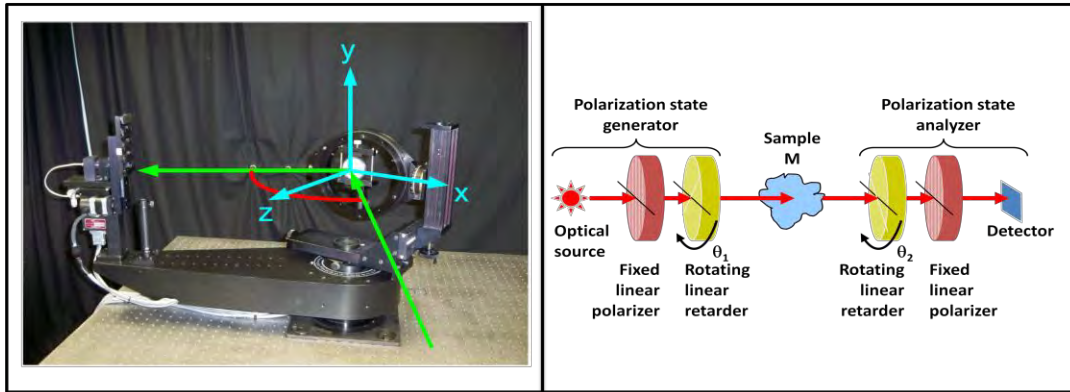 y
x
z
Polarization state
generator
Polarization state
analyzer
Sample
M
Optical
source
θ1
θ2
Detector
Fixed
linear
polarizer
Rotating
linear
retarder
Rotating
linear
retarder
Fixed
linear
polarizer